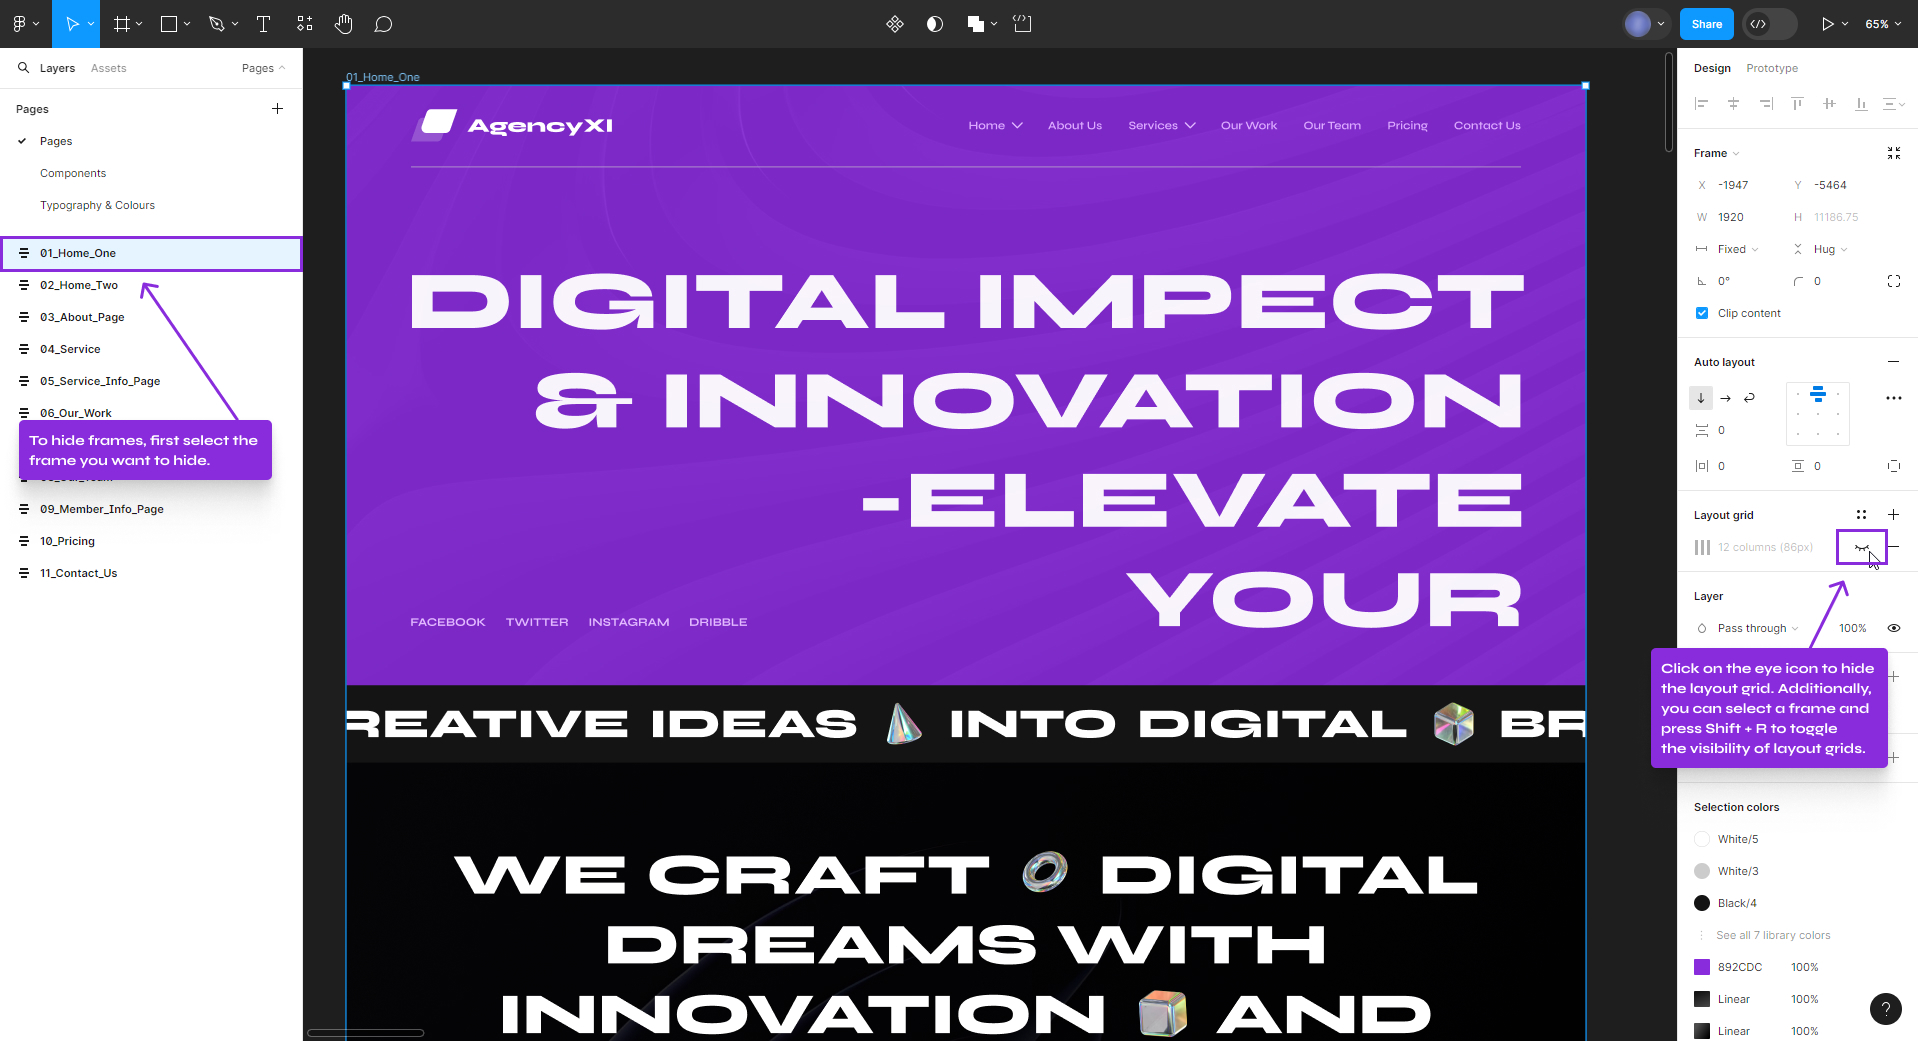 Share
65%
Layers
Assets
Pages
Pages
Pages
Components
Typography & Colours
01_Home_One
02_Home_Two
03_About_Page
04_Service
05_Service_Info_Page
06_Our_Work
To hide frames, first select the
frame you want to hide.
09_Member_Info_Page
10_Pricing
11_Contact_Us
01_Home_One
AgencyXI
Home
About Us
Services
Our Work
Our Team
Pricing
Contact Us
DIGITAL IMPECT
& INNOVATION
-ELEVATE
YOUR
FACEBOOK
TWITTER
INSTAGRAM
DRIBBLE
REATIVE IDEAS INTO DIGITAL BR
WE CRAFT DIGITAL
DREAMS WITH
INNOVATION AND
Design
Prototype
Frame
X -1947
Y -5464
W 1920
H 11186.75
Fixed
Hug
0°
0
Clip content
Auto layout
0
0
0
Layout grid
12 columns (86px)
Layer
Pass through
100%
Click on the eye icon to hide
the layout grid. Additionally,
you can select a frame and
press Shift + R to toggle
the visibility of layout grids.
Selection colors
White/5
White/3
Black/4
See all 7 library colors
892CDC 100%
Linear 100%
Linear 100%
?